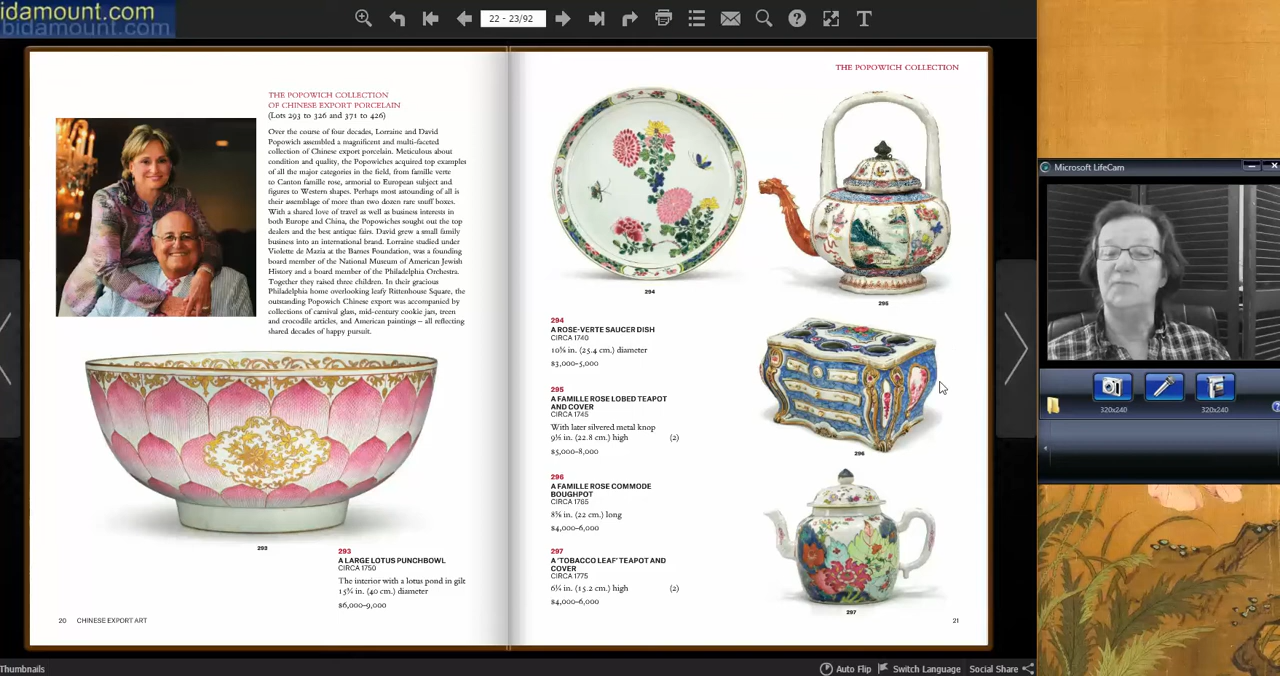 idamount.com
bidamount.com
22 - 23/92
THE POPOWICH COLLECTION
OF CHINESE EXPORT PORCELAIN
(Lots 293 to 326 and 371 to 426)
Over the course of four decades, Lorraine and David
Popowich assembled a magnificent and multi-faceted
collection of Chinese export porcelain. Meticulous about
condition and quality, the Popowiches acquired top examples
of all the major categories in the field, from famille verte
to Canton famille rose, armorial to European subject and
figures to Western shapes. Perhaps most astounding of all is
their assemblage of more than two dozen rare snuff boxes.
With a shared love of travel as well as business interests in
both Europe and China, the Popowiches sought out the top
dealers and the best antique fairs. David grew a small family
business into an international brand. Lorraine studied under
Violette de Mazia at the Barnes Foundation, was a founding
board member of the National Museum of American Jewish
History and a board member of the Philadelphia Orchestra.
Together they raised three children. In their gracious
Philadelphia home overlooking leafy Rittenhouse Square, the
outstanding Popowich Chinese export was accompanied by
collections of carnival glass, mid-century cookie jars, treen
and crocodile articles, and American paintings – all reflecting
shared decades of happy pursuit.
293
293
A LARGE LOTUS PUNCHBOWL
CIRCA 1750
The interior with a lotus pond in gilt
15¾ in. (40 cm.) diameter
$6,000–9,000
20 CHINESE EXPORT ART
THE POPOWICH COLLECTION
294
295
294
A ROSE-VERTE SAUCER DISH
CIRCA 1740
in. (25.4 cm.) diameter
$3,000–5,000
295
A FAMILLE ROSE LOBED TEAPOT
AND COVER
CIRCA 1745
With later silvered metal knop
in. (22.8 cm.) high (2)
$5,000–8,000
296
A FAMILLE ROSE COMMODE
BOUGHPOT
CIRCA 1765
in. (22 cm.) long
$4,000–6,000
296
297
A 'TOBACCO LEAF' TEAPOT AND
COVER
CIRCA 1775
in. (15.2 cm.) high (2)
$4,000–6,000
297
21
Thumbnails
Auto Flip
Switch Language
Social Share
Microsoft LifeCam
320x240
320x240